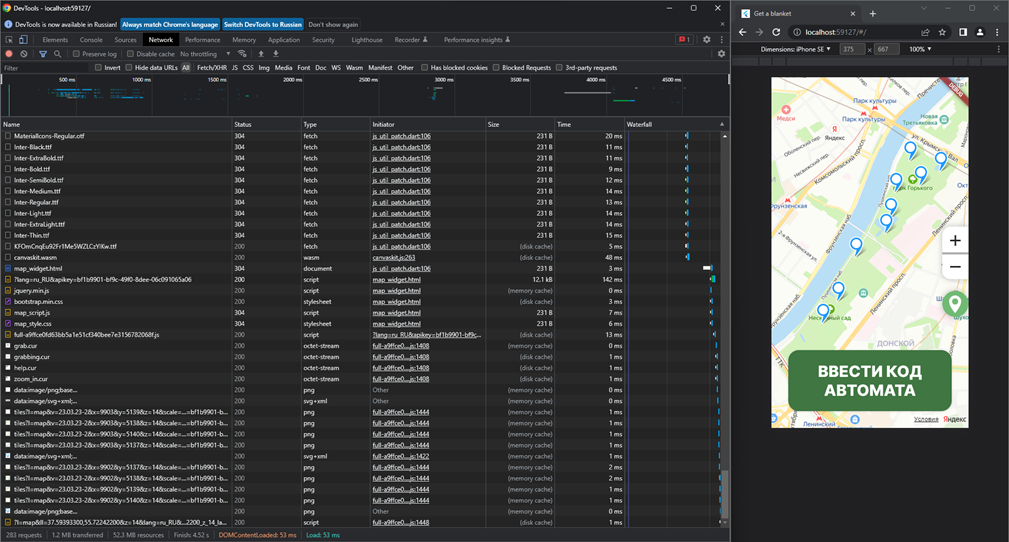 DevTools - localhost:59127/
DevTools is now available in Russian! Always match Chrome's language Switch DevTools to Russian Don't show again
Elements Console Sources Network Performance Memory Application Security Lighthouse Recorder Performance insights 1
Preserve log Disable cache No throttling
Filter Invert Hide data URLs All Fetch/XHR JS CSS Img Media Font Doc WS Wasm Manifest Other Has blocked cookies Blocked Requests 3rd-party requests
500 ms 1000 ms 1500 ms 2000 ms 2500 ms 3000 ms 3500 ms 4000 ms 4500 ms
Name Status Type Initiator Size Time Waterfall
MaterialIcons-Regular.otf 304 fetch js_util_patch.dart:106 231 B 20 ms
Inter-Black.ttf 304 fetch js_util_patch.dart:106 231 B 11 ms
Inter-ExtraBold.ttf 304 fetch js_util_patch.dart:106 231 B 11 ms
Inter-Bold.ttf 304 fetch js_util_patch.dart:106 231 B 9 ms
Inter-SemiBold.ttf 304 fetch js_util_patch.dart:106 231 B 12 ms
Inter-Medium.ttf 304 fetch js_util_patch.dart:106 231 B 14 ms
Inter-Regular.ttf 304 fetch js_util_patch.dart:106 231 B 13 ms
Inter-Light.ttf 304 fetch js_util_patch.dart:106 231 B 14 ms
Inter-ExtraLight.ttf 304 fetch js_util_patch.dart:106 231 B 14 ms
Inter-Thin.ttf 304 fetch js_util_patch.dart:106 231 B 15 ms
KFOmCnqEu92Fr1Me5WZLCzYlKw.ttf 200 fetch js_util_patch.dart:106 (disk cache) 5 ms
canvaskit.wasm 200 wasm canvaskit.js:263 (disk cache) 48 ms
map_widget.html 304 document js_util_patch.dart:106 231 B 3 ms
?lang=ru_RU&apikey=bf1b9901-bf9c-49f0-8dee-06c091065a06 200 script map_widget.html 12.1 kB 142 ms
jquery.min.js 200 script map_widget.html (memory cache) 0 ms
bootstrap.min.css 200 stylesheet map_widget.html (disk cache) 3 ms
map_script.js 304 script map_widget.html 231 B 7 ms
map_style.css 304 stylesheet map_widget.html 231 B 6 ms
full-a9ffce0fd63bb5a1e51cf340bee7e3156782068f.js 200 script ?lang=ru_RU&apikey=bf1b9901-bf9c... (disk cache) 13 ms
grab.cur 200 octet-stream full-a9ffce0....js:1408 (memory cache) 0 ms
grabbing.cur 200 octet-stream full-a9ffce0....js:1408 (disk cache) 1 ms
help.cur 200 octet-stream full-a9ffce0....js:1408 (disk cache) 1 ms
zoom_in.cur 200 octet-stream full-a9ffce0....js:1408 (disk cache) 1 ms
data:image/png;base... 200 png Other (memory cache) 0 ms
data:image/svg+xml;... 200 svg+xml Other (memory cache) 0 ms
tiles?l=map&v=23.03.23-2&x=9903&y=5139&z=14&scale=...=bf1b9901-b... 200 png full-a9ffce0....js:1444 (memory cache) 1 ms
tiles?l=map&v=23.03.23-2&x=9903&y=5138&z=14&scale=...=bf1b9901-b... 200 png full-a9ffce0....js:1444 (memory cache) 1 ms
tiles?l=map&v=23.03.23-2&x=9903&y=5140&z=14&scale=...=bf1b9901-b... 200 png full-a9ffce0....js:1444 (memory cache) 1 ms
tiles?l=map&v=23.03.23-2&x=9903&y=5137&z=14&scale=...=bf1b9901-b... 200 png full-a9ffce0....js:1444 (memory cache) 1 ms
data:image/svg+xml;... 200 svg+xml full-a9ffce0....js:1422 (memory cache) 1 ms
tiles?l=map&v=23.03.23-2&x=9902&y=5139&z=14&scale=...=bf1b9901-b... 200 png full-a9ffce0....js:1444 (memory cache) 2 ms
tiles?l=map&v=23.03.23-2&x=9902&y=5138&z=14&scale=...=bf1b9901-b... 200 png full-a9ffce0....js:1444 (memory cache) 2 ms
tiles?l=map&v=23.03.23-2&x=9902&y=5137&z=14&scale=...=bf1b9901-b... 200 png full-a9ffce0....js:1444 (memory cache) 1 ms
tiles?l=map&v=23.03.23-2&x=9902&y=5140&z=14&scale=...=bf1b9901-b... 200 png full-a9ffce0....js:1444 (memory cache) 1 ms
data:image/png;base... 200 png Other (memory cache) 0 ms
?l=map&ll=37.59393300,55.72242200&z=14&lang=ru_RU&...2200_z_14_la... 200 script full-a9ffce0....js:1448 (disk cache) 1 ms
283 requests 1.2 MB transferred 52.3 MB resources Finish: 4.52 s DOMContentLoaded: 53 ms Load: 53 ms
Get a blanket
localhost:59127/#/
Dimensions: iPhone SE 375 × 667 100%
Парк культуры
Парк культуры
Медси
Яндекс
Новая
Третьяковка
Комсомольский просп.
ул. Крымский Вал
парк Горького
Фрунзенская
Фрунзенская наб.
Ленинский просп.
Нескучный сад
ДОНСКОЙ
Шухо
Ленинский
ВВЕСТИ КОД
АВТОМАТА
Условия Яндекс